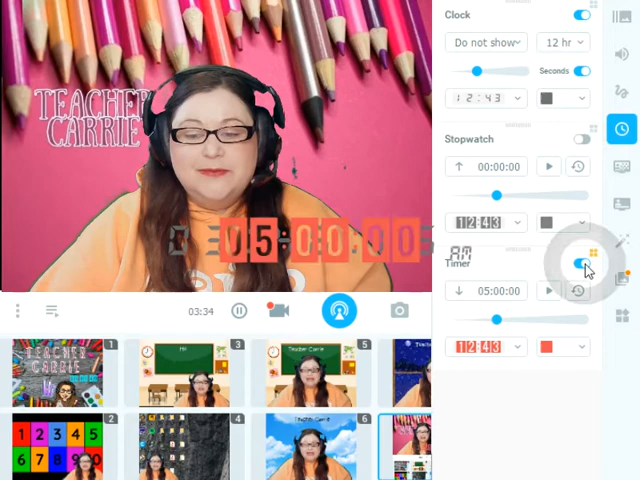 Clock
Do not show
12 hr
Seconds
12:43
Stopwatch
00:00:00
12:43
Timer
05:00:00
12:43
TEACHER
CARRIE
05:00:00
AM
03:34
TEACHER
CARRIE
Hi
1
Hi
3
Teacher Carrie
5
1 2 3 4 5
6 7 8 9 0
2
4
Teacher Carrie
6